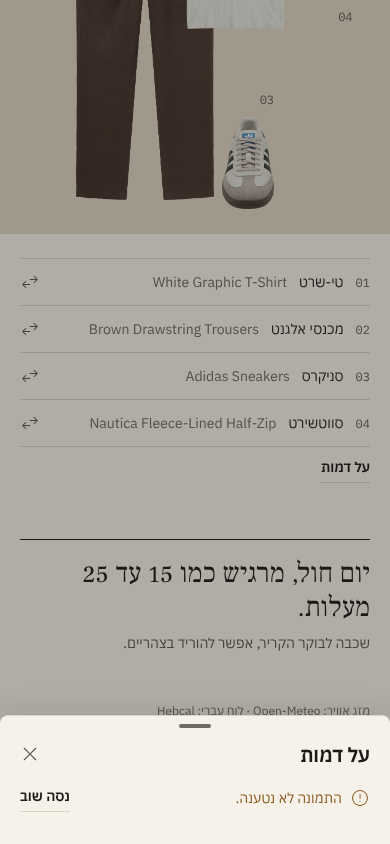 04
03
01 טי-שרט White Graphic T-Shirt
02 מכנסי אלגנט Brown Drawstring Trousers
03 סניקרס Adidas Sneakers
04 סווטשירט Nautica Fleece-Lined Half-Zip
על דמות
יום חול, מרגיש כמו 15 עד 25
מעלות.
שכבה לבוקר הקריר, אפשר להוריד בצהריים.
מזג אוויר: Open-Meteo · לוח עברי: Hebcal
על דמות
התמונה לא נטענה.
נסה שוב